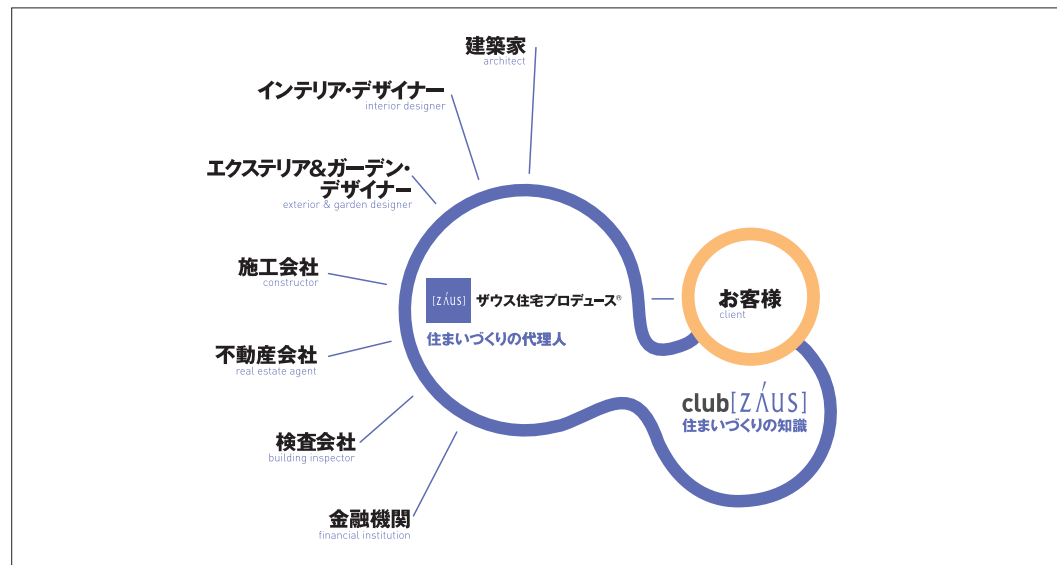 建築家
architect
インテリア・デザイナー
interior designer
エクステリア&ガーデン・
デザイナー
exterior & garden designer
施工会社
constructor
[ZÁUS] ザウス住宅プロデュース®
住まいづくりの代理人
お客様
client
不動産会社
real estate agent
club[ZÁUS]
住まいづくりの知識
検査会社
building inspector
金融機関
financial institution